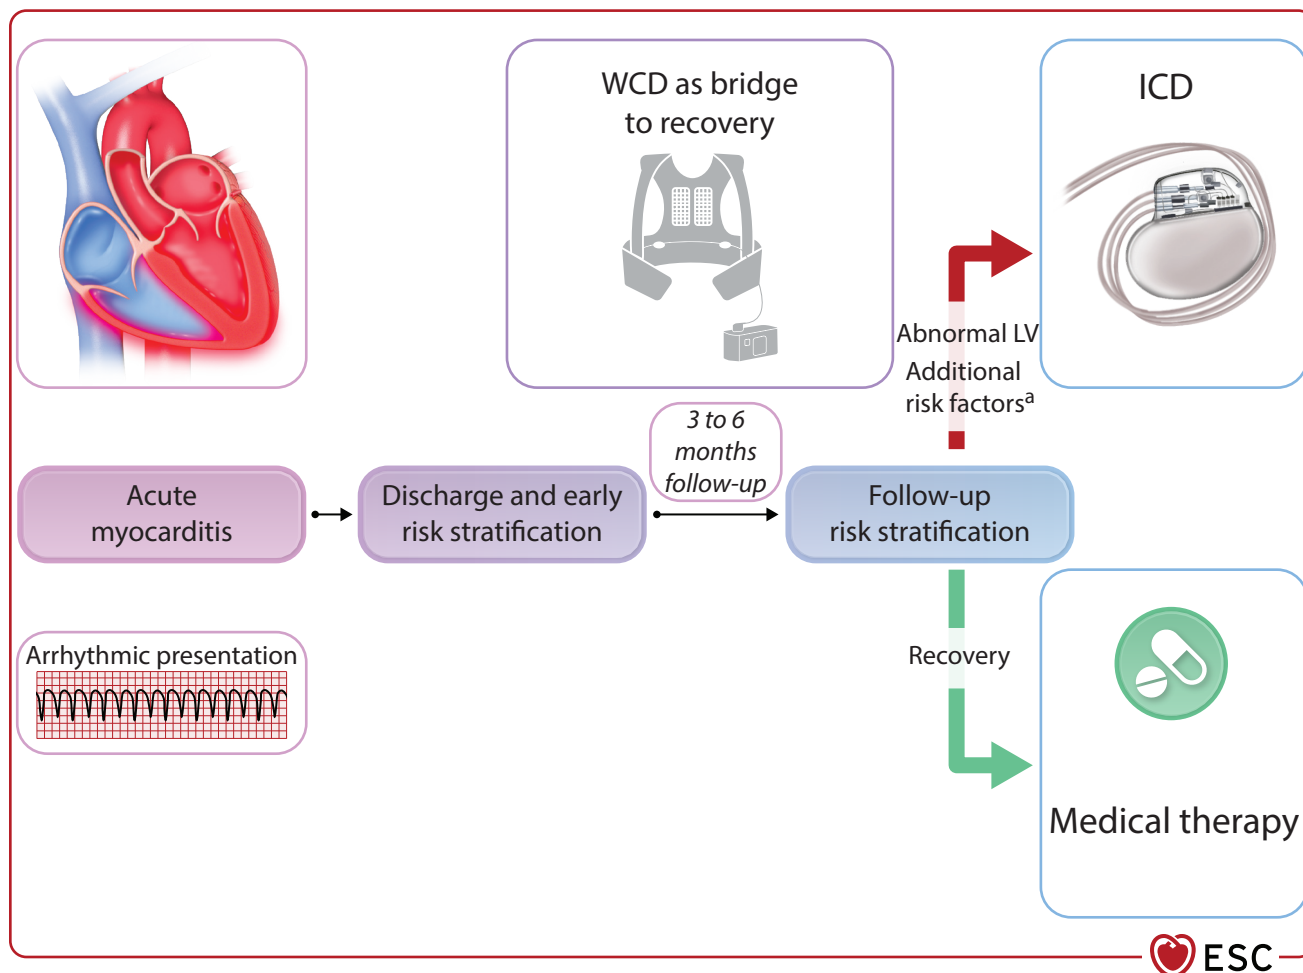 WCD as bridge
to recovery
ICD
Abnormal LV
Additional
risk factorsª
3 to 6
months
follow-up
Acute
myocarditis
Discharge and early
risk stratification
Follow-up
risk stratification
Arrhythmic presentation
Recovery
Medical therapy
ESC